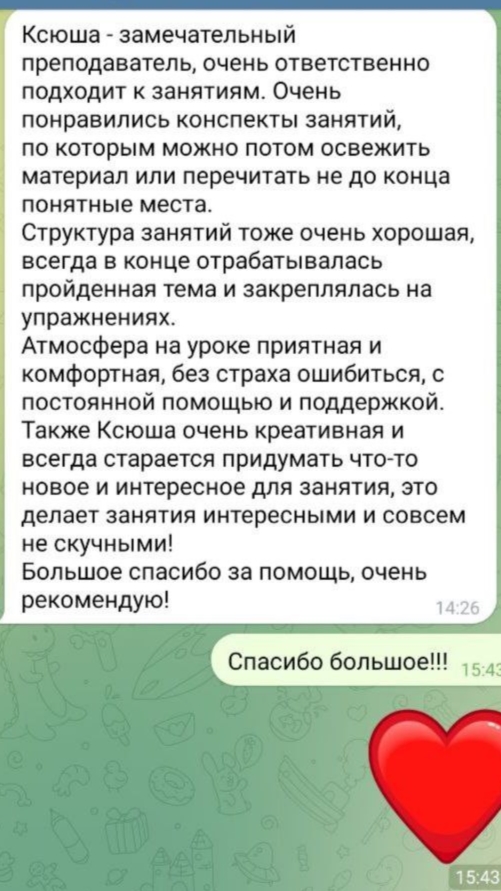 Ксюша - замечательный
преподаватель, очень ответственно
подходит к занятиям. Очень
понравились конспекты занятий,
по которым можно потом освежить
материал или перечитать не до конца
понятные места.
Структура занятий тоже очень хорошая,
всегда в конце отрабатывалась
пройденная тема и закреплялась на
упражнениях.
Атмосфера на уроке приятная и
комфортная, без страха ошибиться, с
постоянной помощью и поддержкой.
Также Ксюша очень креативная и
всегда старается придумать что-то
новое и интересное для занятия, это
делает занятия интересными и совсем
не скучными!
Большое спасибо за помощь, очень
рекомендую!
14:26
Спасибо большое!!!
15:43
15:43